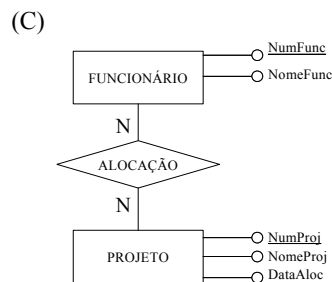 (C)
NumFunc
FUNCIONÁRIO
NomeFunc
N
ALOCAÇÃO
N
NumProj
PROJETO
NomeProj
DataAloc